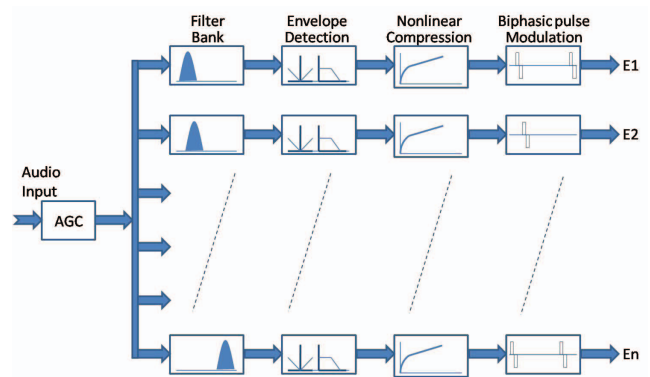 Filter
Bank
Envelope
Detection
Nonlinear
Compression
Biphasic pulse
Modulation
E1
E2
Audio
Input
AGC
En